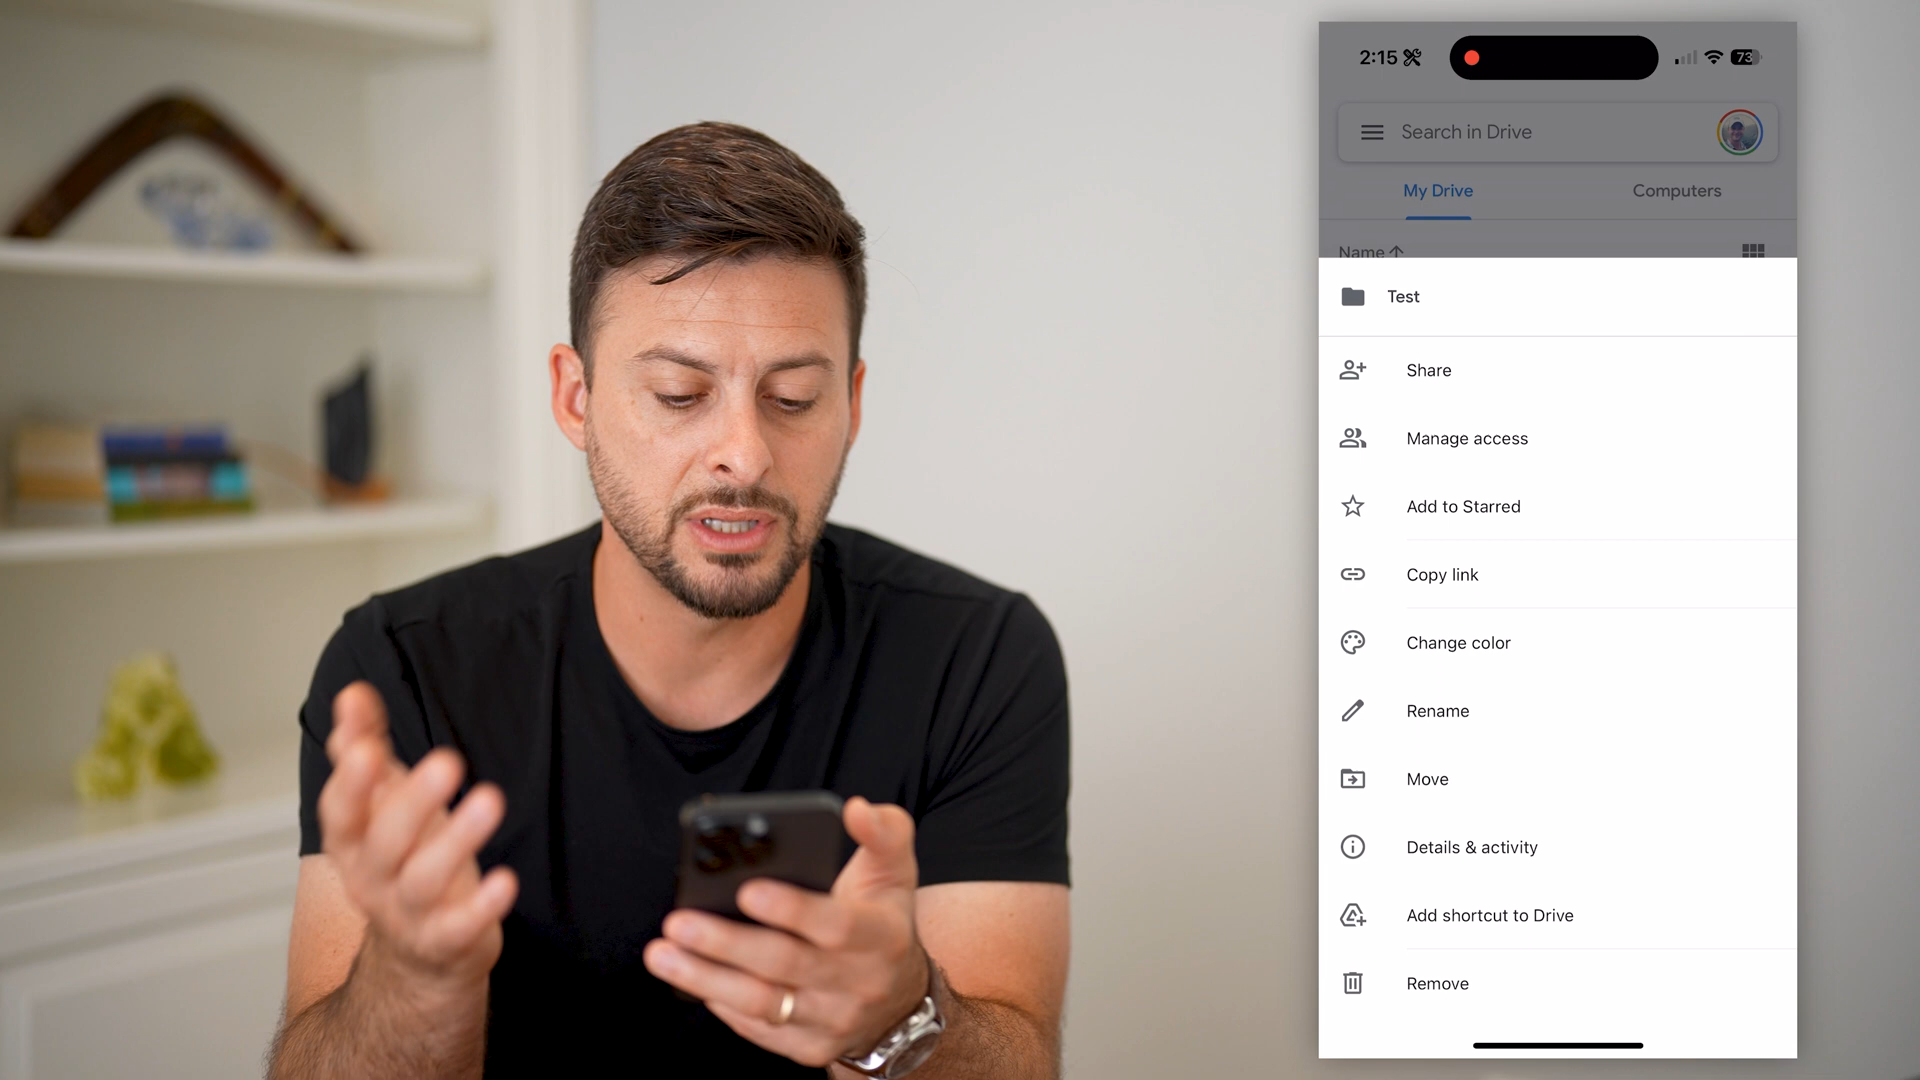 2:15
73
Search in Drive
My Drive
Computers
Name
Test
Share
Manage access
Add to Starred
Copy link
Change color
Rename
Move
Details & activity
Add shortcut to Drive
Remove